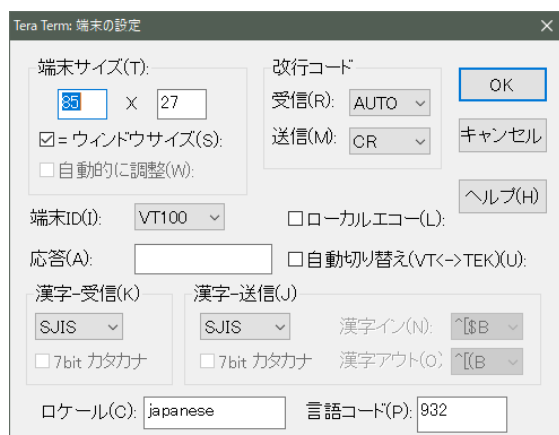 Tera Term: 端末の設定
端末サイズ(T):
85 X 27
☑= ウィンドウサイズ(S):
自動的に調整(W):
改行コード
受信(R): AUTO
送信(M): CR
OK
キャンセル
ヘルプ(H)
端末ID(I): VT100
ローカルエコー(L):
応答(A):
自動切り替え(VT<->TEK)(U):
漢字-受信(K)
SJIS
7bit カタカナ
漢字-送信(J)
SJIS
7bit カタカナ
漢字イン(N): ^[$B
漢字アウト(O) ^[(B
ロケール(C): japanese
言語コード(P): 932